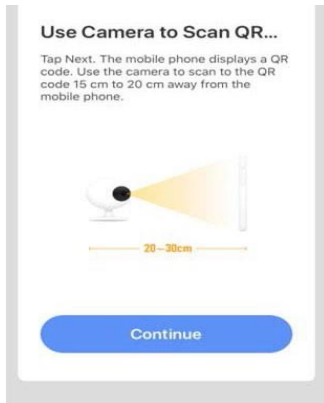 Use Camera to Scan QR...
Tap Next. The mobile phone displays a QR
code. Use the camera to scan to the QR
code 15 cm to 20 cm away from the
mobile phone.
20–30cm
Continue